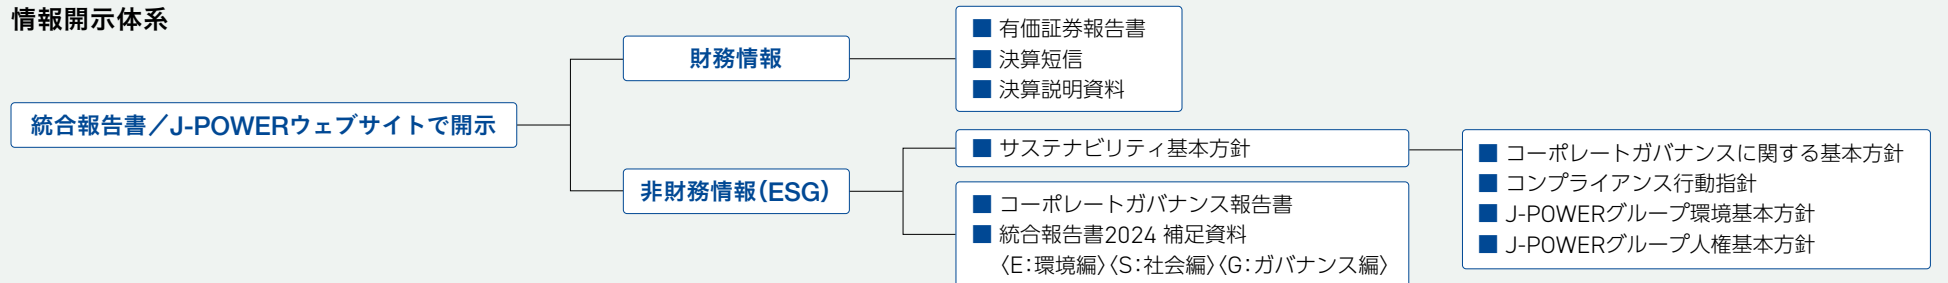 情報開示体系
統合報告書／J-POWERウェブサイトで開示
財務情報
■ 有価証券報告書
■ 決算短信
■ 決算説明資料
非財務情報(ESG)
■ サステナビリティ基本方針
■ コーポレートガバナンス報告書
■ 統合報告書2024 補足資料
〈E：環境編〉〈S：社会編〉〈G：ガバナンス編〉
■ コーポレートガバナンスに関する基本方針
■ コンプライアンス行動指針
■ J-POWERグループ環境基本方針
■ J-POWERグループ人権基本方針